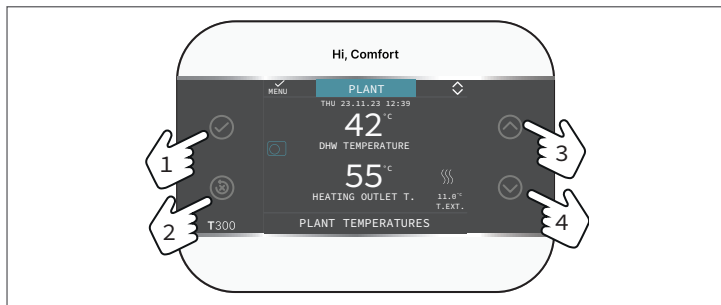 Hi, Comfort
MENU
PLANT
THU 23.11.23 12:39
42°C
DHW TEMPERATURE
55°C
HEATING OUTLET T.
11.0°C
T.EXT.
T300
PLANT TEMPERATURES
1
2
3
4